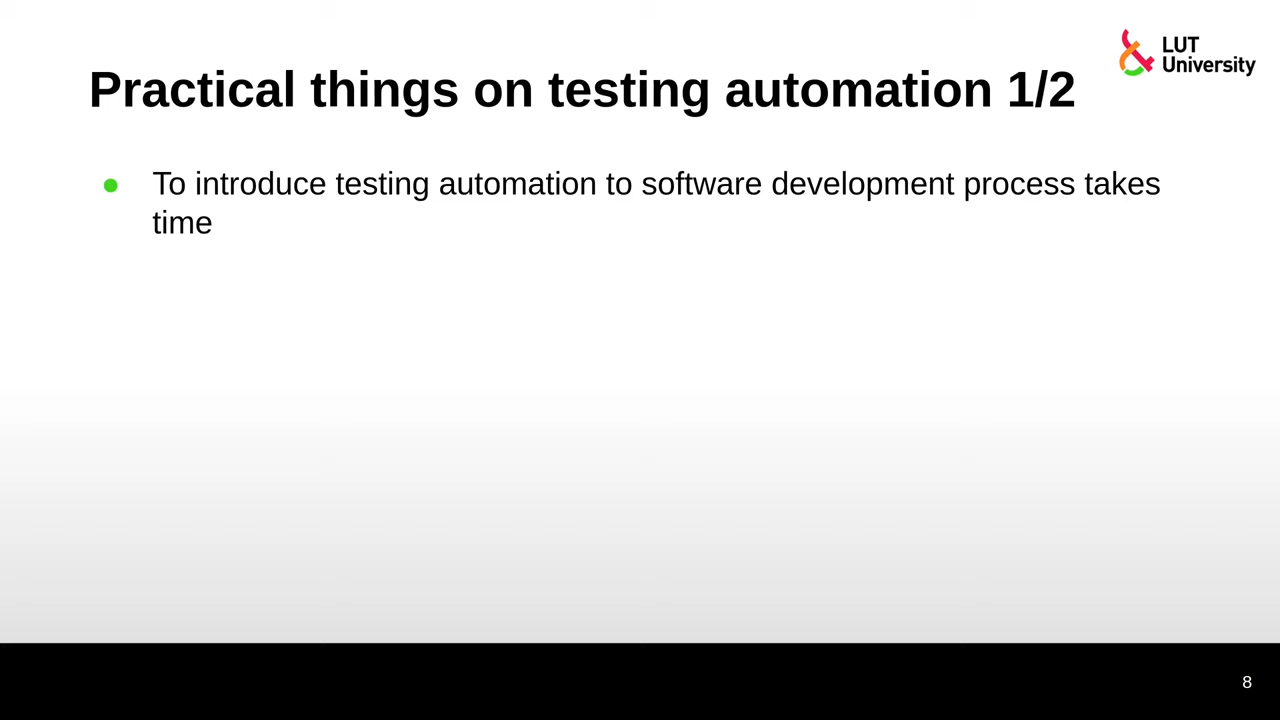 LUT
University
Practical things on testing automation 1/2
To introduce testing automation to software development process takes
time
8